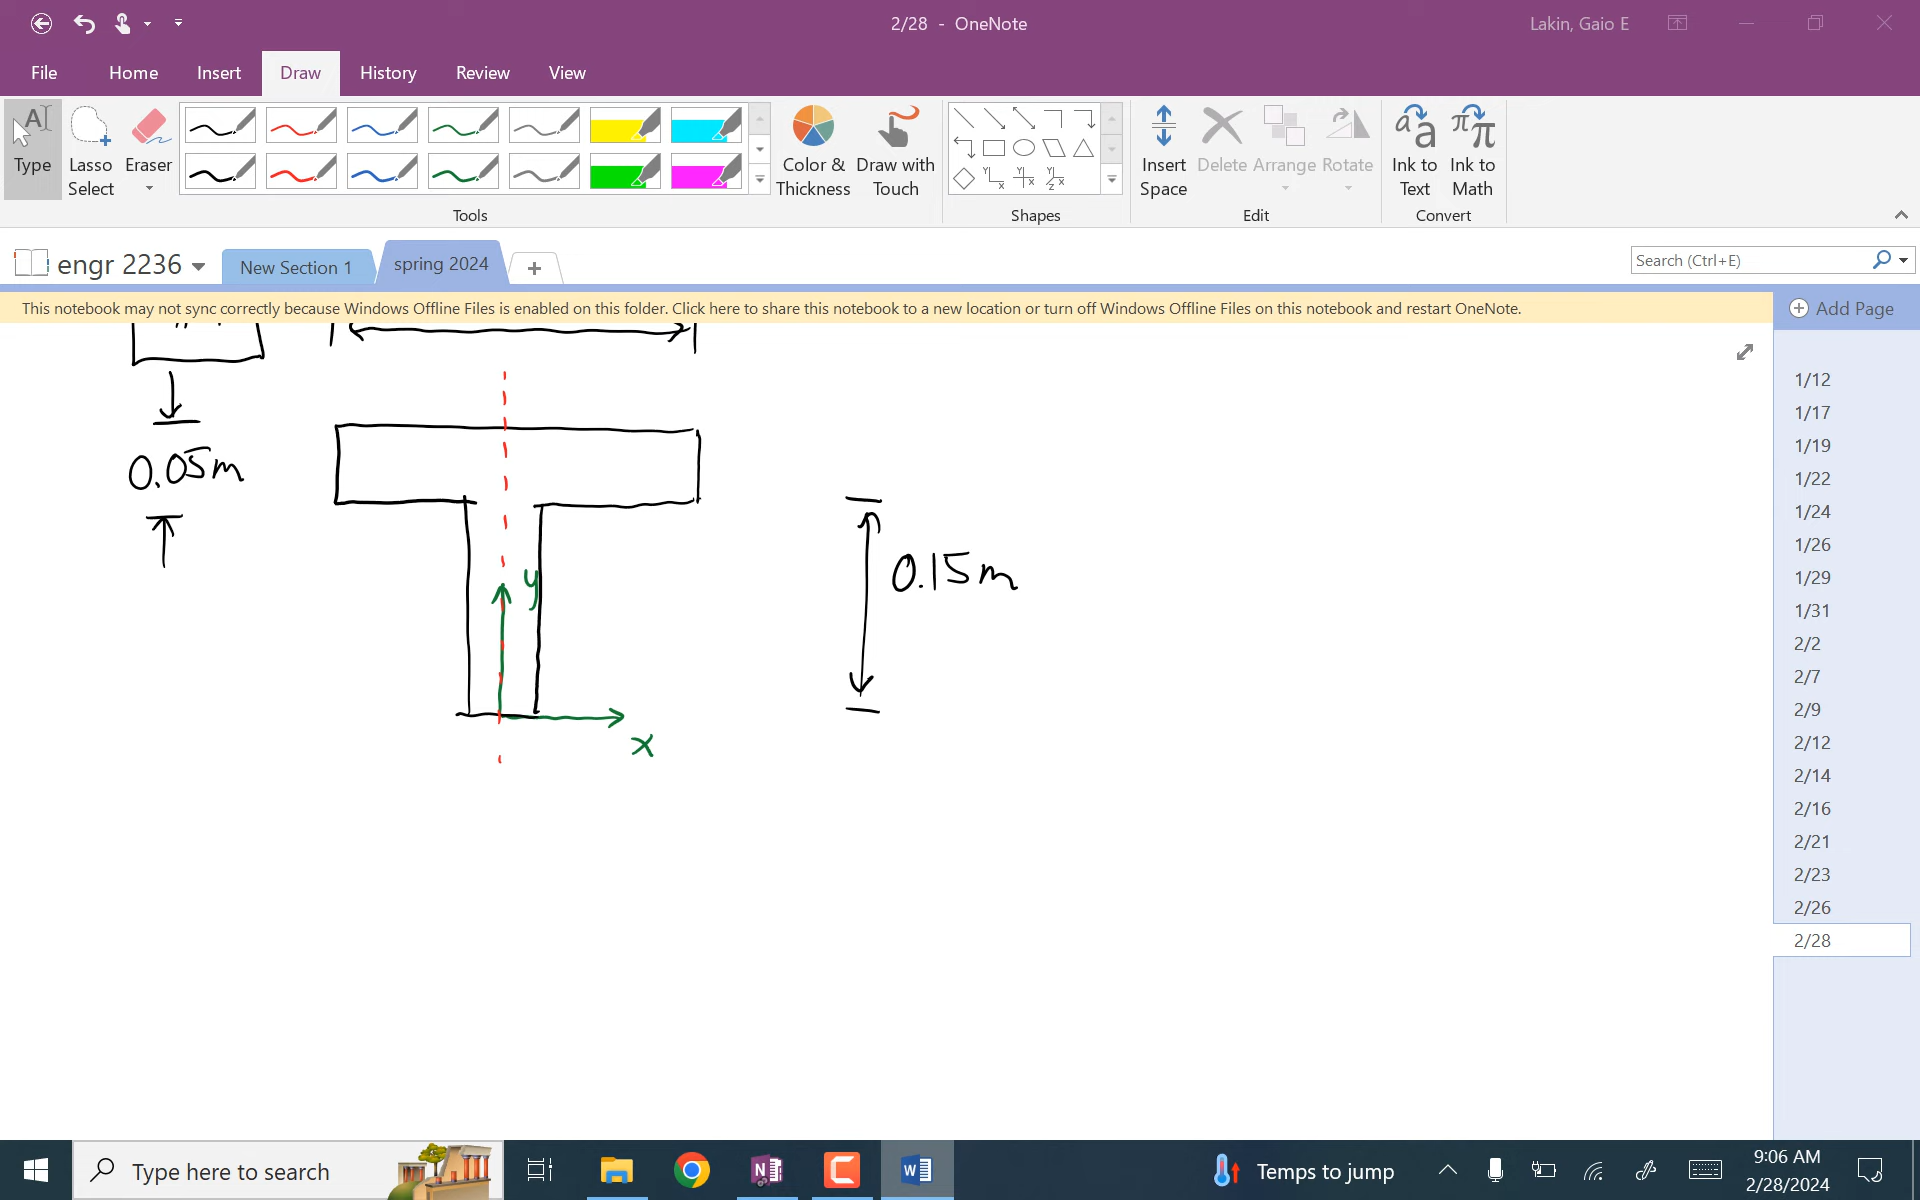 2/28 - OneNote
Lakin, Gaio E
File
Home
Insert
Draw
History
Review
View
Type
Lasso Select
Eraser
Color & Thickness
Draw with Touch
Insert Space
Delete
Arrange
Rotate
Ink to Text
Ink to Math
Tools
Shapes
Edit
Convert
engr 2236
New Section 1
spring 2024
Search (Ctrl+E)
This notebook may not sync correctly because Windows Offline Files is enabled on this folder. Click here to share this notebook to a new location or turn off Windows Offline Files on this notebook and restart OneNote.
Add Page
0.05m
0.15m
y
x
1/12
1/17
1/19
1/22
1/24
1/26
1/29
1/31
2/2
2/7
2/9
2/12
2/14
2/16
2/21
2/23
2/26
2/28
Type here to search
Temps to jump
9:06 AM
2/28/2024